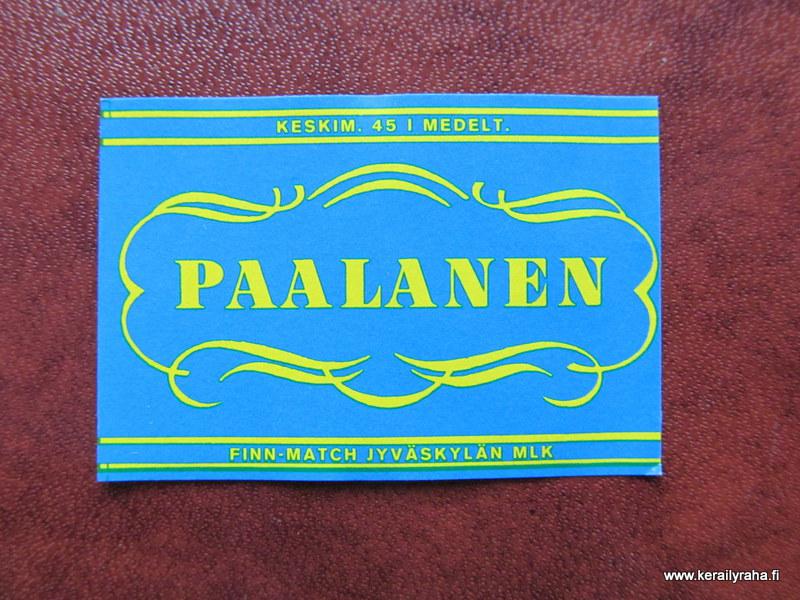 KESKIM. 45 I MEDELT.
PAALANEN
FINN-MATCH JYVÄSKYLÄN MLK
www.kerailyraha.fi